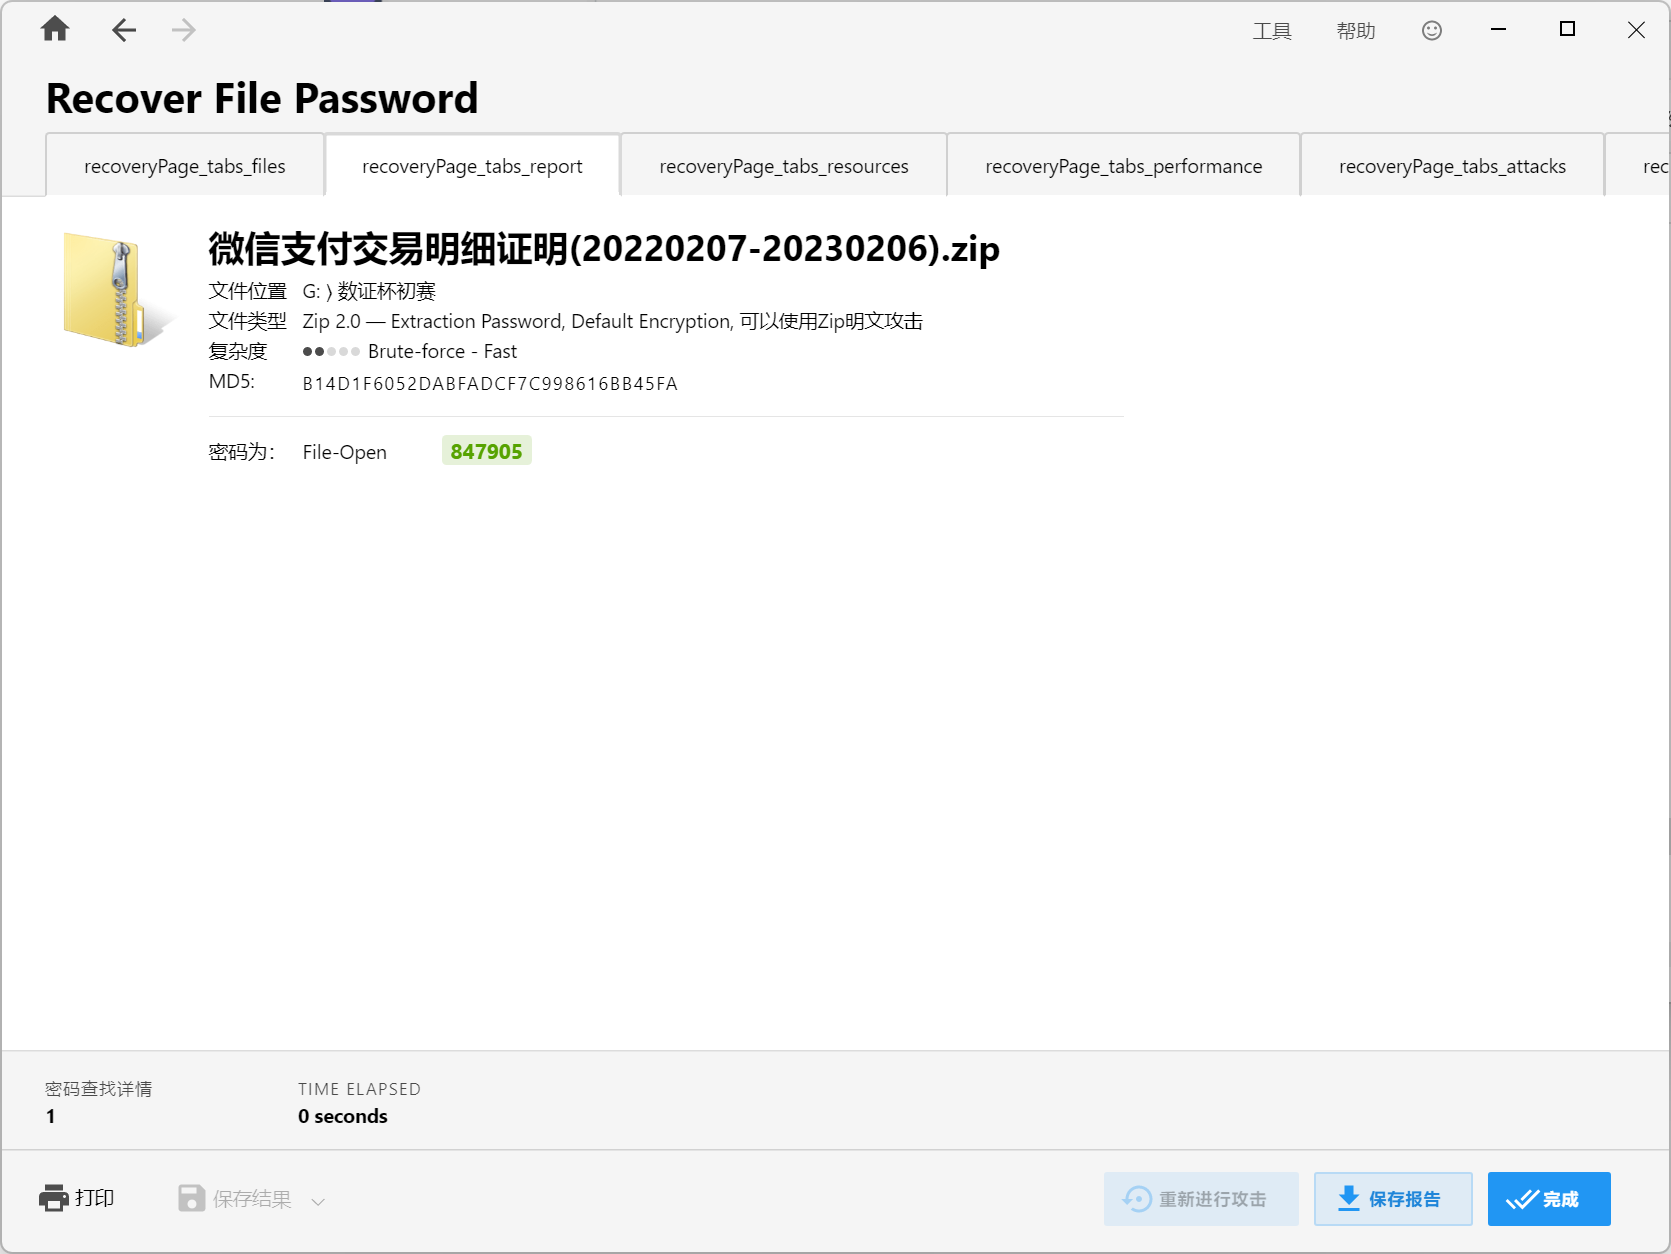 工具 帮助
Recover File Password
recoveryPage_tabs_files recoveryPage_tabs_report recoveryPage_tabs_resources recoveryPage_tabs_performance recoveryPage_tabs_attacks rec
微信支付交易明细证明(20220207-20230206).zip
文件位置 G: ⟩ 数证杯初赛
文件类型 Zip 2.0 — Extraction Password, Default Encryption, 可以使用Zip明文攻击
复杂度 Brute-force - Fast
MD5: B14D1F6052DABFADCF7C998616BB45FA
密码为: File-Open 847905
密码查找详情 TIME ELAPSED
1 0 seconds
打印 保存结果 重新进行攻击 保存报告 完成